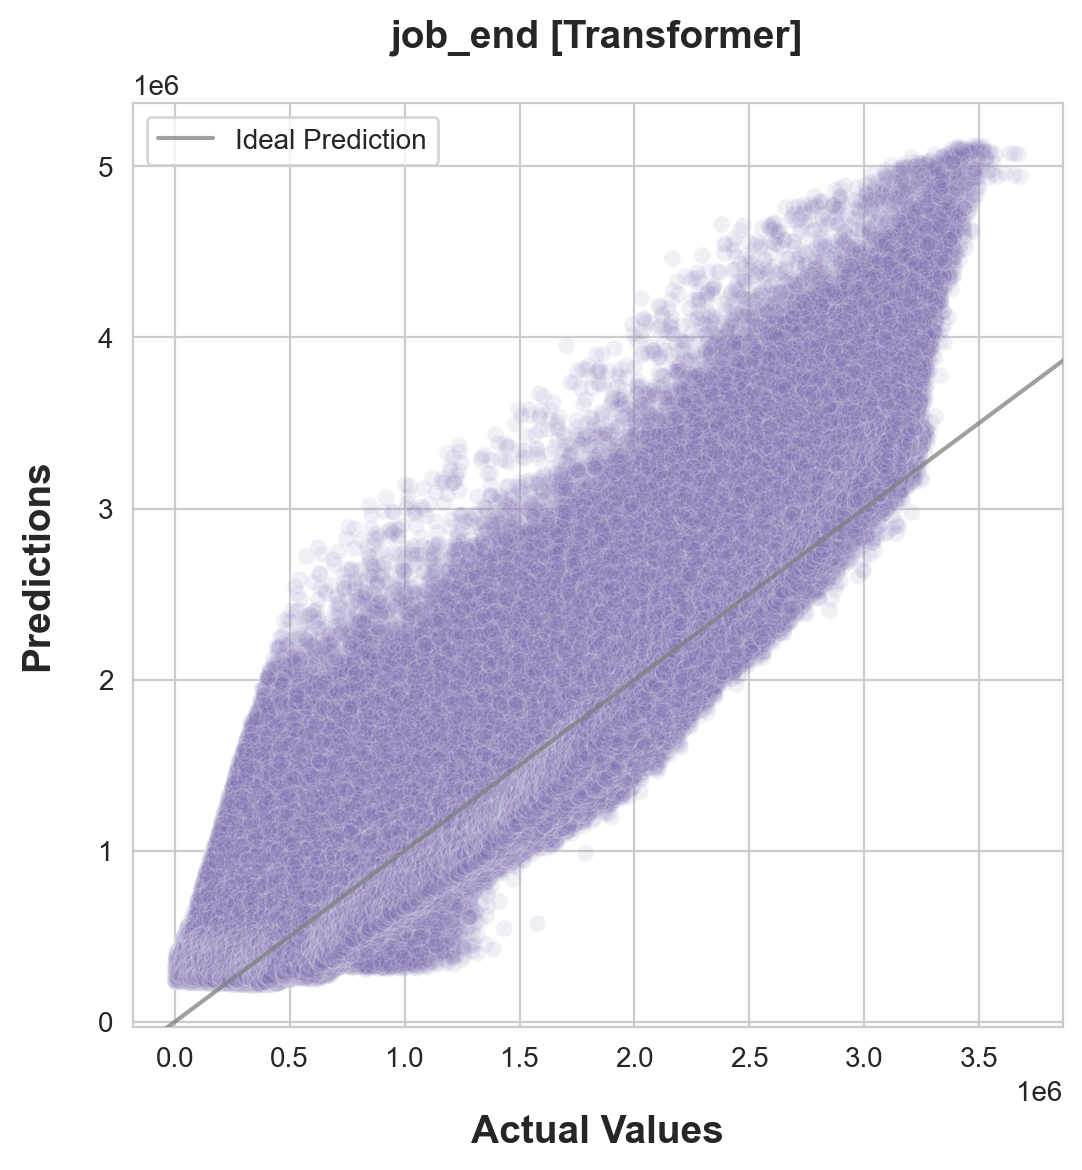 job_end [Transformer]
1e6
Ideal Prediction
5
4
3
2
1
0
Predictions
0.0 0.5 1.0 1.5 2.0 2.5 3.0 3.5
1e6
Actual Values